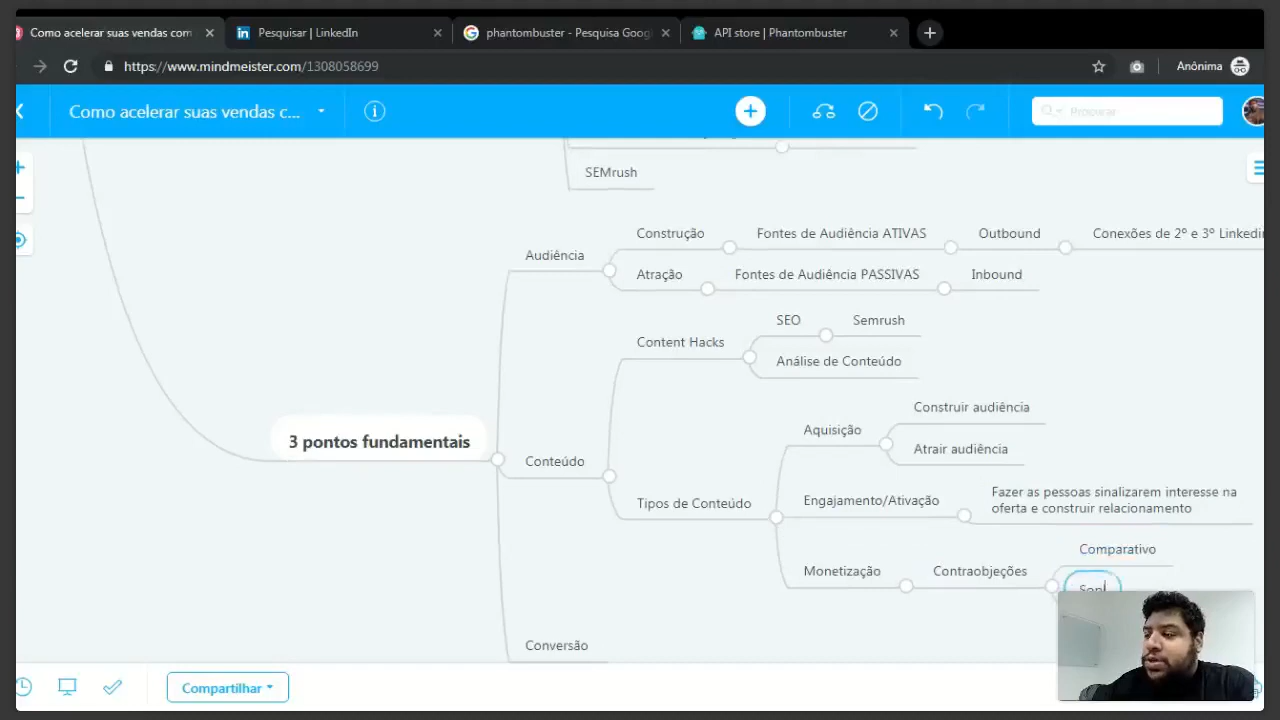 Como acelerar suas vendas com
Pesquisar | LinkedIn
phantombuster - Pesquisa Goog
API store | Phantombuster
https://www.mindmeister.com/1308058699
Anônima
Como acelerar suas vendas c...
Procurar
SEMrush
Audiência
Construção
Fontes de Audiência ATIVAS
Outbound
Conexões de 2º e 3º Linkedin
Atração
Fontes de Audiência PASSIVAS
Inbound
Content Hacks
SEO
Semrush
Análise de Conteúdo
3 pontos fundamentais
Conteúdo
Tipos de Conteúdo
Aquisição
Construir audiência
Atrair audiência
Engajamento/Ativação
Fazer as pessoas sinalizarem interesse na
oferta e construir relacionamento
Monetização
Contraobjeções
Comparativo
Conversão
Compartilhar